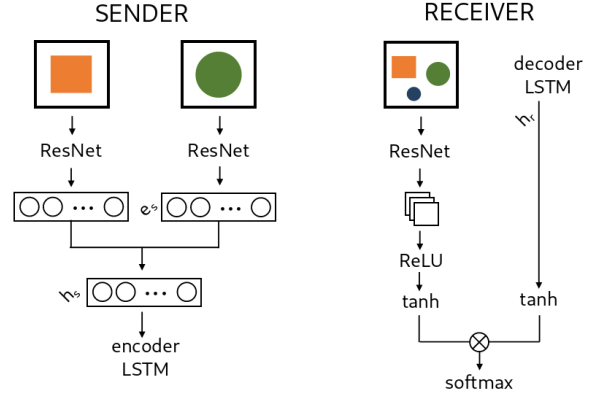 SENDER
ResNet
ResNet
eₛ
hₛ
encoder
LSTM
RECEIVER
decoder
LSTM
hᵣ
ResNet
ReLU
tanh
tanh
softmax